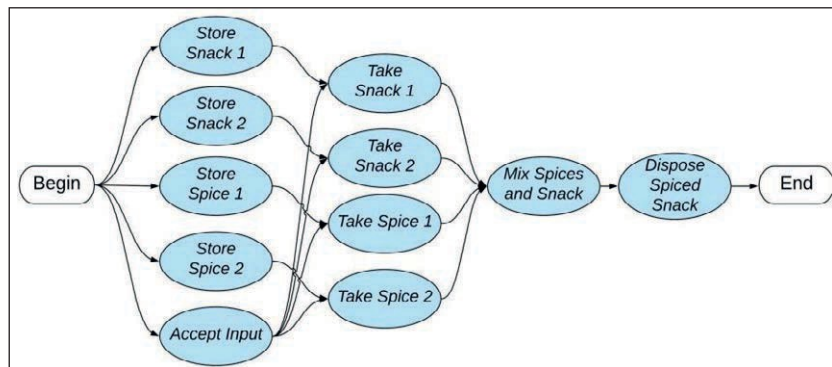 Begin
Store
Snack 1
Store
Snack 2
Store
Spice 1
Store
Spice 2
Accept Input
Take
Snack 1
Take
Snack 2
Take Spice 1
Take Spice 2
Mix Spices
and Snack
Dispose
Spiced
Snack
End